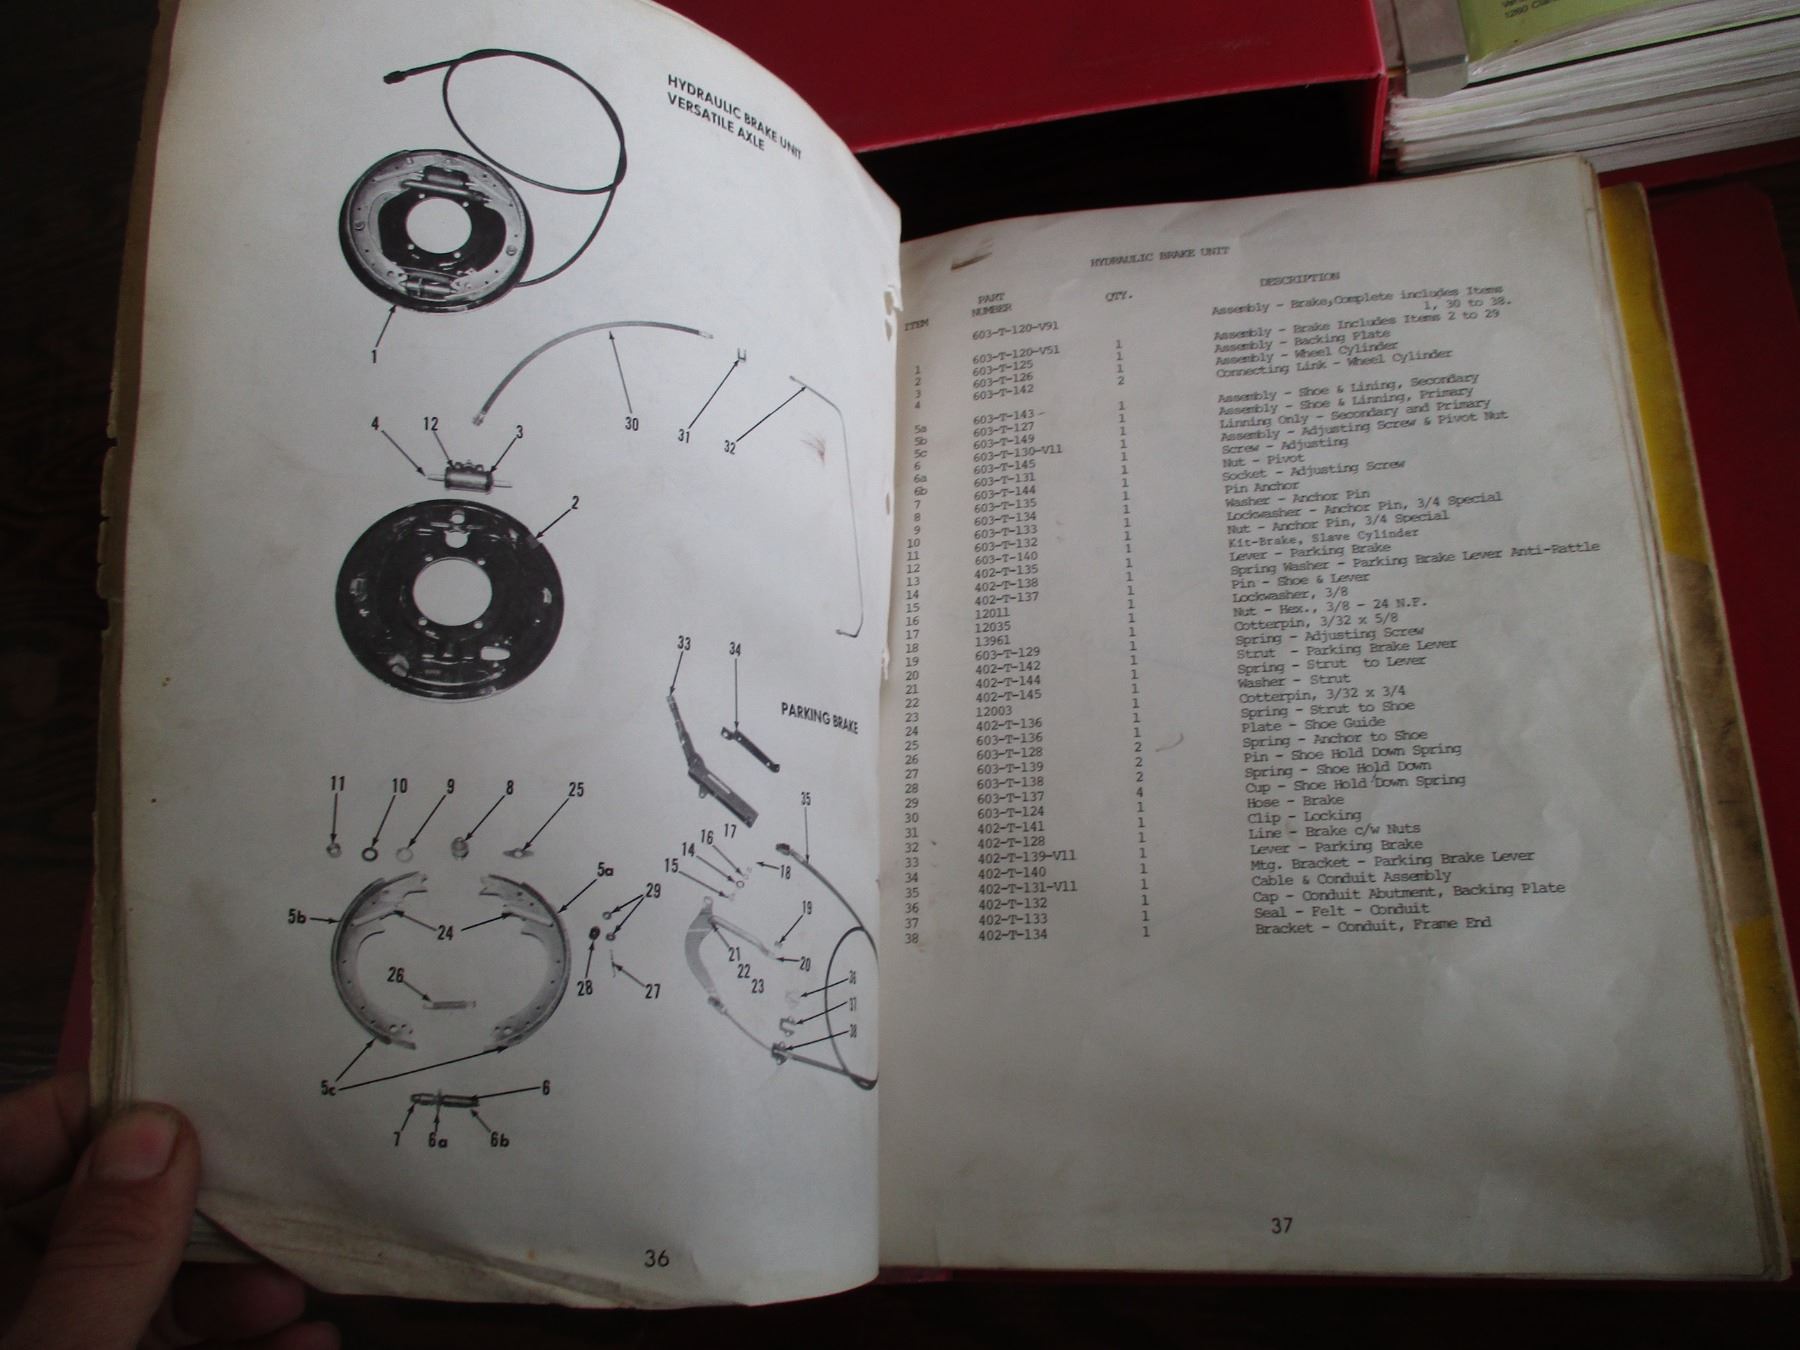 HYDRAULIC BRAKE UNIT
VERSATILE AXLE
1
30
31
32
4
12
3
2
33
34
PARKING BRAKE
11
10
9
8
25
35
17
16
14
15
18
5a
5b
29
24
19
21
20
22
23
28
27
26
36
37
38
5c
6
7
6a
6b
36
HYDRAULIC BRAKE UNIT
ITEM PART NUMBER QTY. DESCRIPTION
603-T-120-V91 Assembly - Brake,Complete includes Items
1, 30 to 38.
1 603-T-120-V51 1 Assembly - Brake Includes Items 2 to 29
2 603-T-125 1 Assembly - Backing Plate
3 603-T-126 1 Assembly - Wheel Cylinder
4 603-T-142 2 Connecting Link - Wheel Cylinder
5a 603-T-143 - 1 Assembly - Shoe & Lining, Secondary
5b 603-T-127 1 Assembly - Shoe & Linning, Primary
5c 603-T-149 1 Linning Only - Secondary and Primary
6 603-T-130-V11 1 Assembly - Adjusting Screw & Pivot Nut
6a 603-T-145 1 Screw - Adjusting
6b 603-T-131 1 Nut - Pivot
7 603-T-144 1 Socket - Adjusting Screw
8 603-T-135 1 Pin Anchor
9 603-T-134 1 Washer - Anchor Pin
10 603-T-133 1 Lockwasher - Anchor Pin, 3/4 Special
11 603-T-132 1 Nut - Anchor Pin, 3/4 Special
12 603-T-140 1 Kit-Brake, Slave Cylinder
13 402-T-135 1 Lever - Parking Brake
14 402-T-138 1 Spring Washer - Parking Brake Lever Anti-Rattle
15 402-T-137 1 Pin - Shoe & Lever
16 12011 1 Lockwasher, 3/8
17 12035 1 Nut - Hex., 3/8 - 24 N.F.
18 13961 1 Cotterpin, 3/32 x 5/8
19 603-T-129 1 Spring - Adjusting Screw
20 402-T-142 1 Strut - Parking Brake Lever
21 402-T-144 1 Spring - Strut to Lever
22 402-T-145 1 Washer - Strut
23 12003 1 Cotterpin, 3/32 x 3/4
24 402-T-136 1 Spring - Strut to Shoe
25 603-T-136 1 Plate - Shoe Guide
26 603-T-128 2 Spring - Anchor to Shoe
27 603-T-139 2 Pin - Shoe Hold Down Spring
28 603-T-138 2 Spring - Shoe Hold Down
29 603-T-137 4 Cup - Shoe Hold Down Spring
30 603-T-124 1 Hose - Brake
31 402-T-141 1 Clip - Locking
32 402-T-128 1 Line - Brake c/w Nuts
33 402-T-139-V11 1 Lever - Parking Brake
34 402-T-140 1 Mtg. Bracket - Parking Brake Lever
35 402-T-131-V11 1 Cable & Conduit Assembly
36 402-T-132 1 Cap - Conduit Abutment, Backing Plate
37 402-T-133 1 Seal - Felt - Conduit
38 402-T-134 1 Bracket - Conduit, Frame End
37